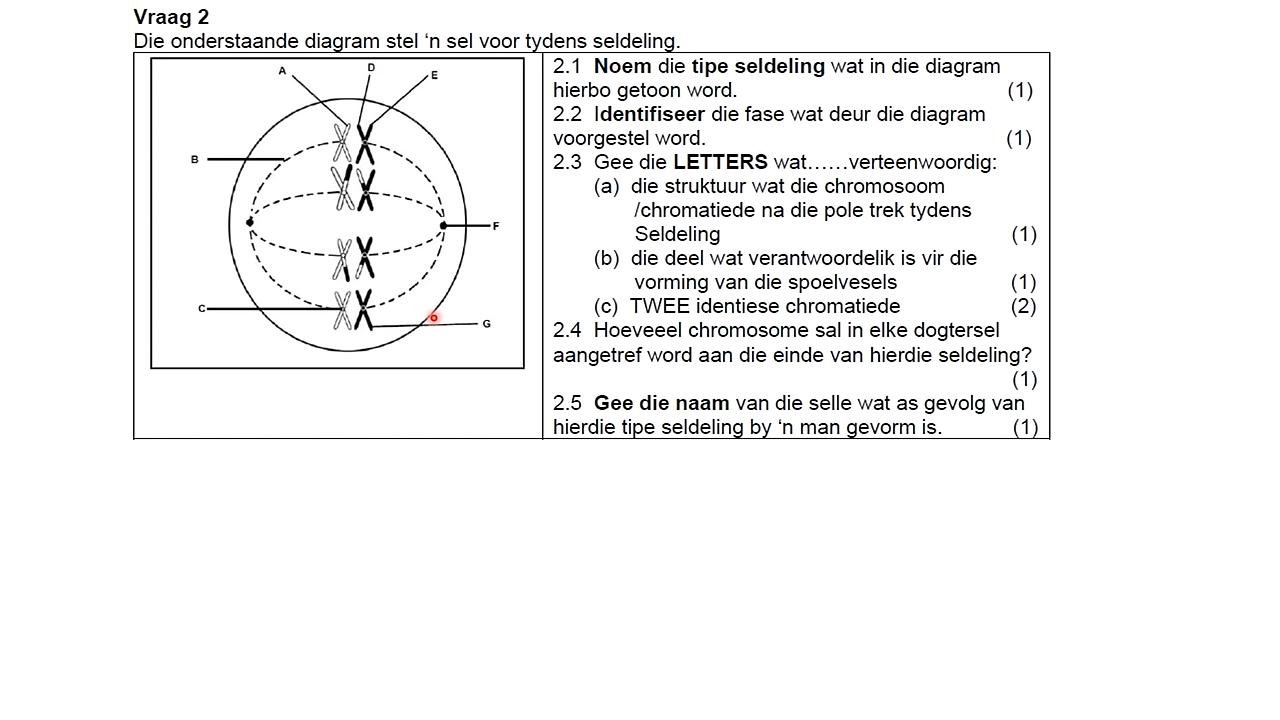 Vraag 2
Die onderstaande diagram stel ‘n sel voor tydens seldeling.
A
D
E
B
F
C
G
2.1 Noem die tipe seldeling wat in die diagram
hierbo getoon word. (1)
2.2 Identifiseer die fase wat deur die diagram
voorgestel word. (1)
2.3 Gee die LETTERS wat……verteenwoordig:
(a) die struktuur wat die chromosoom
/chromatiede na die pole trek tydens
Seldeling (1)
(b) die deel wat verantwoordelik is vir die
vorming van die spoelvesels (1)
(c) TWEE identiese chromatiede (2)
2.4 Hoeveeel chromosome sal in elke dogtersel
aangetref word aan die einde van hierdie seldeling?
(1)
2.5 Gee die naam van die selle wat as gevolg van
hierdie tipe seldeling by ‘n man gevorm is. (1)